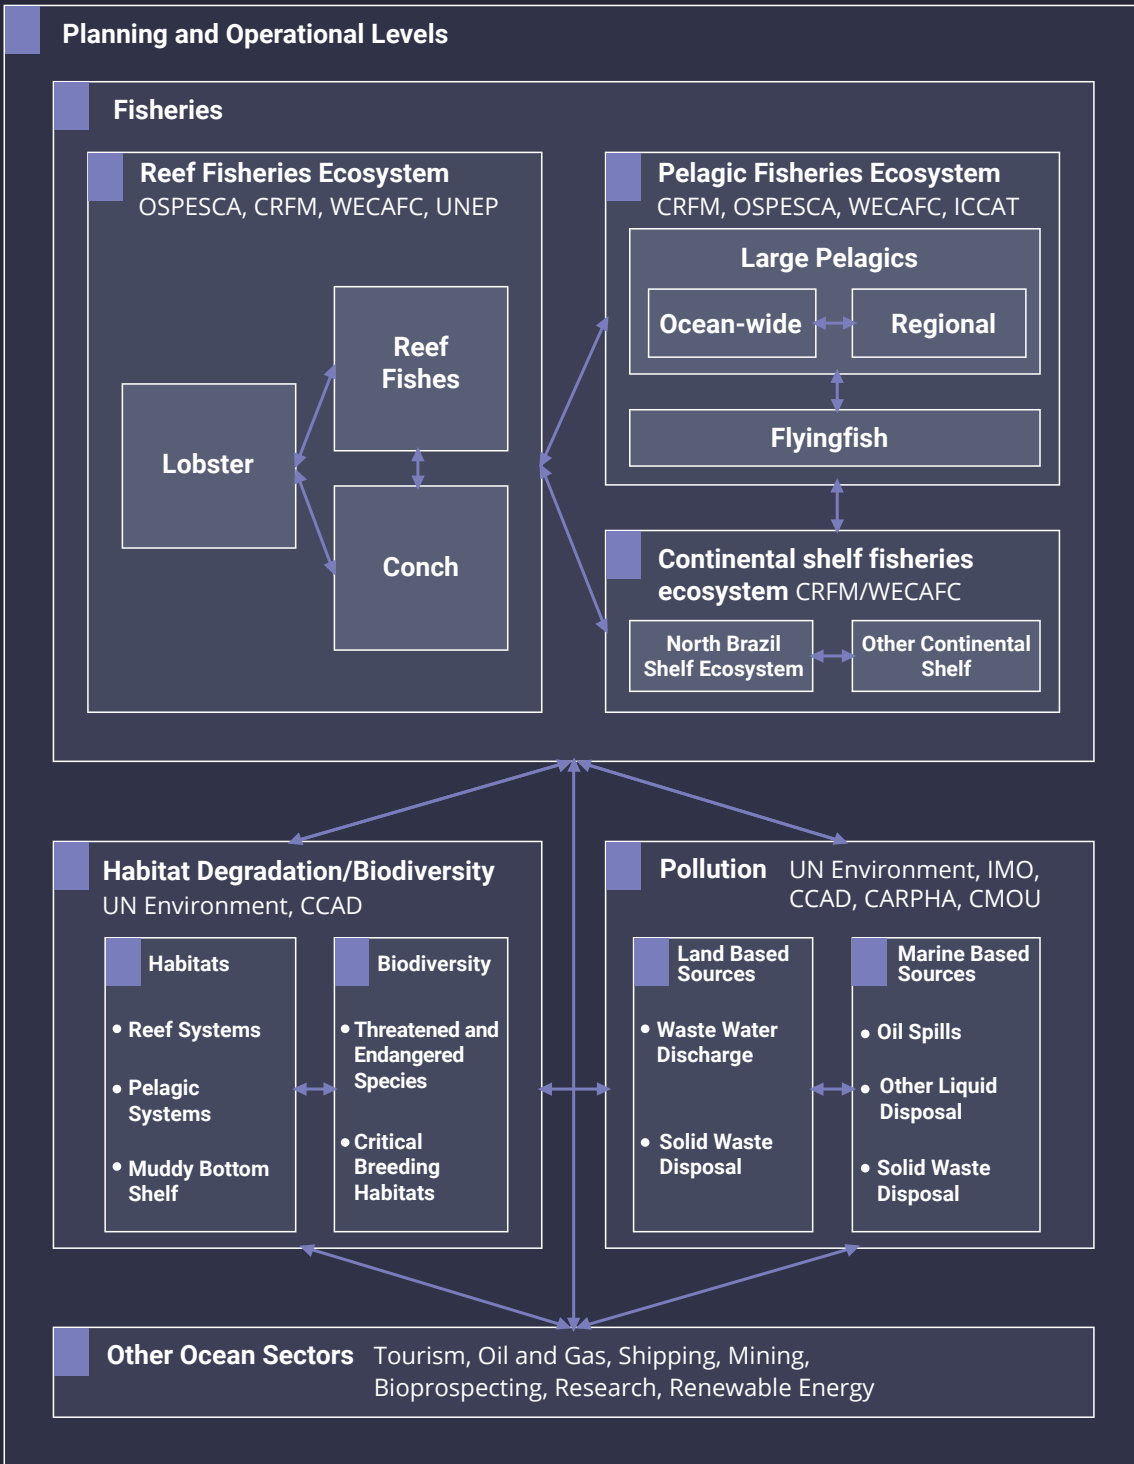 Planning and Operational Levels
Fisheries
Reef Fisheries Ecosystem
OSPESCA, CRFM, WECAFC, UNEP
Lobster
Reef
Fishes
Conch
Pelagic Fisheries Ecosystem
CRFM, OSPESCA, WECAFC, ICCAT
Large Pelagics
Ocean-wide
Regional
Flyingfish
Continental shelf fisheries
ecosystem CRFM/WECAFC
North Brazil
Shelf Ecosystem
Other Continental
Shelf
Habitat Degradation/Biodiversity
UN Environment, CCAD
Habitats
• Reef Systems
• Pelagic
Systems
• Muddy Bottom
Shelf
Biodiversity
• Threatened and
Endangered
Species
• Critical
Breeding
Habitats
Pollution UN Environment, IMO,
CCAD, CARPHA, CMOU
Land Based
Sources
• Waste Water
Discharge
• Solid Waste
Disposal
Marine Based
Sources
• Oil Spills
• Other Liquid
Disposal
• Solid Waste
Disposal
Other Ocean Sectors Tourism, Oil and Gas, Shipping, Mining,
Bioprospecting, Research, Renewable Energy